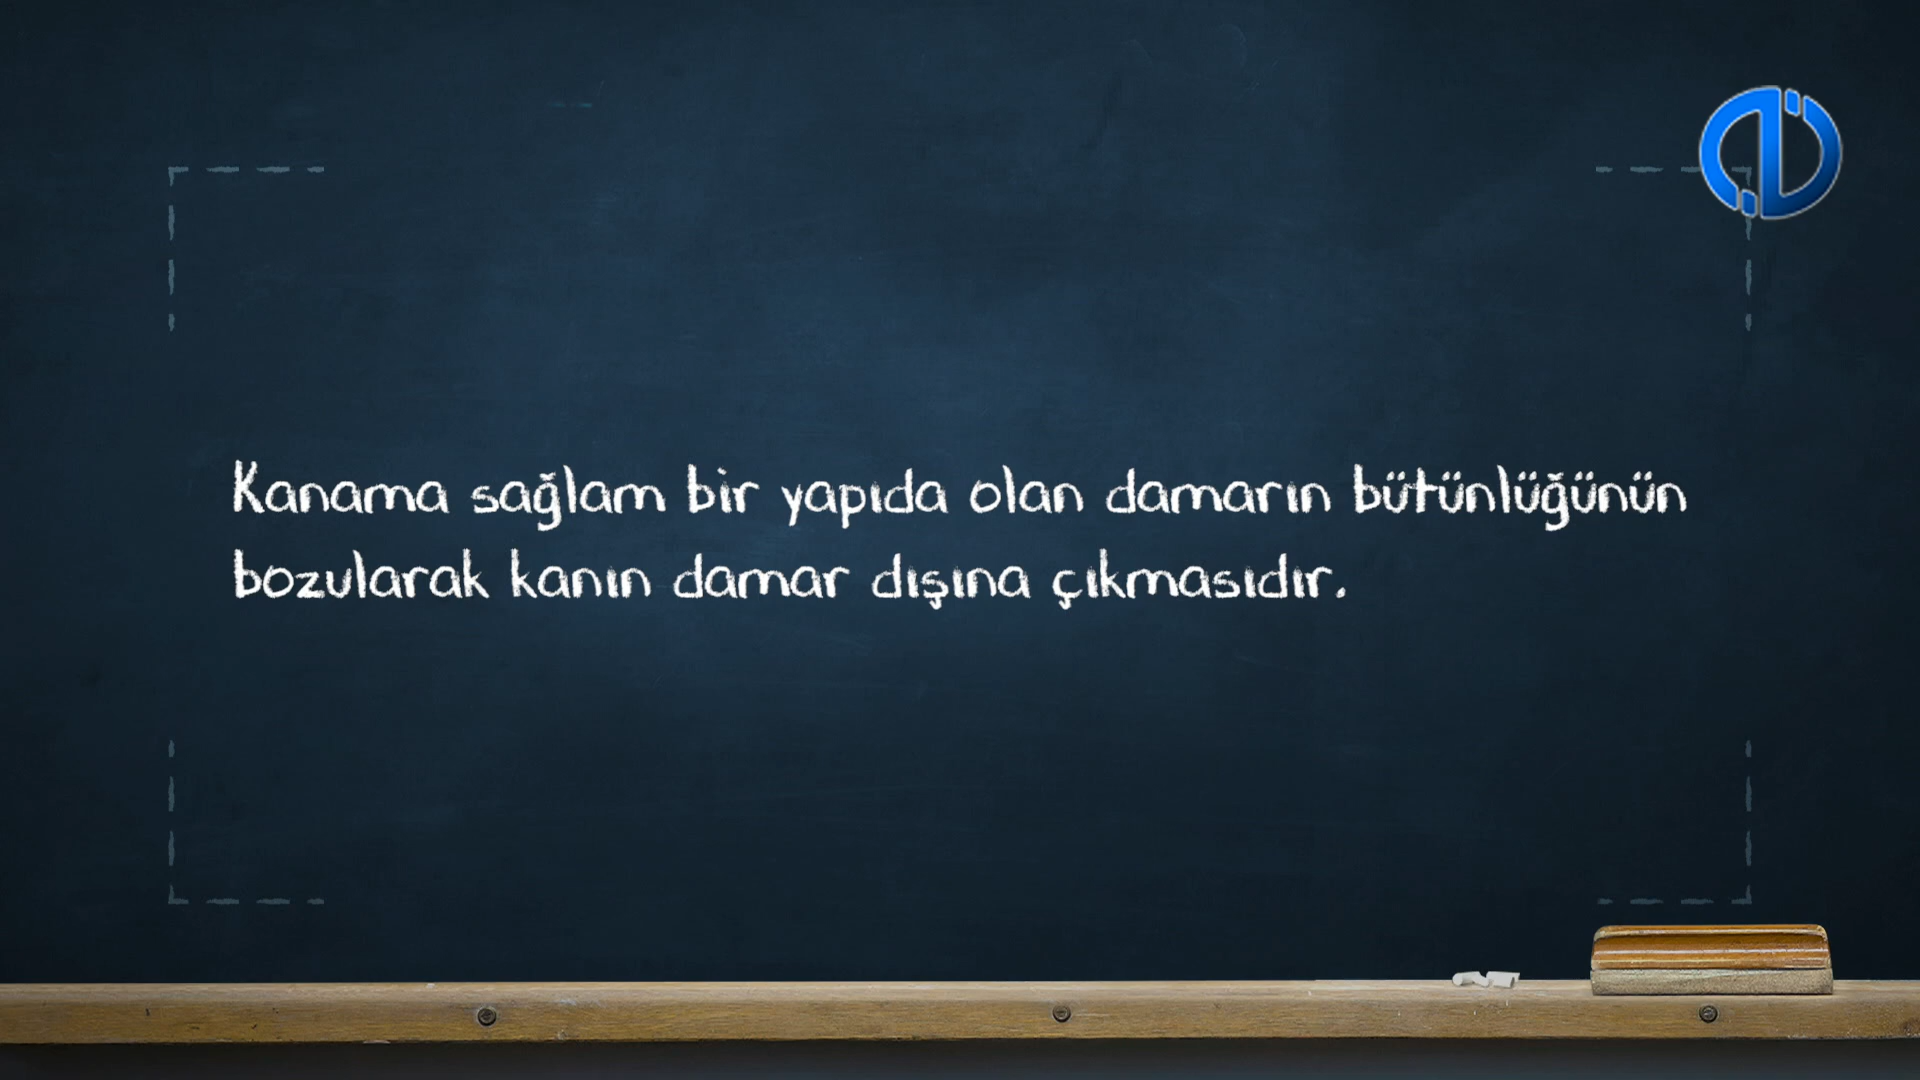 Kanama sağlam bir yapıda olan damarın bütünlüğünün
bozularak kanın damar dışına çıkmasıdır.